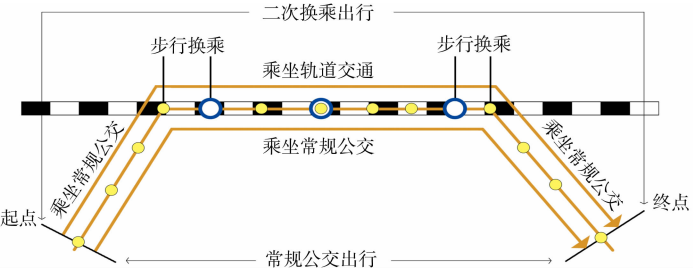 二次换乘出行
步行换乘
步行换乘
乘坐轨道交通
乘坐常规公交
乘坐常规公交
乘坐常规公交
起点
终点
常规公交出行